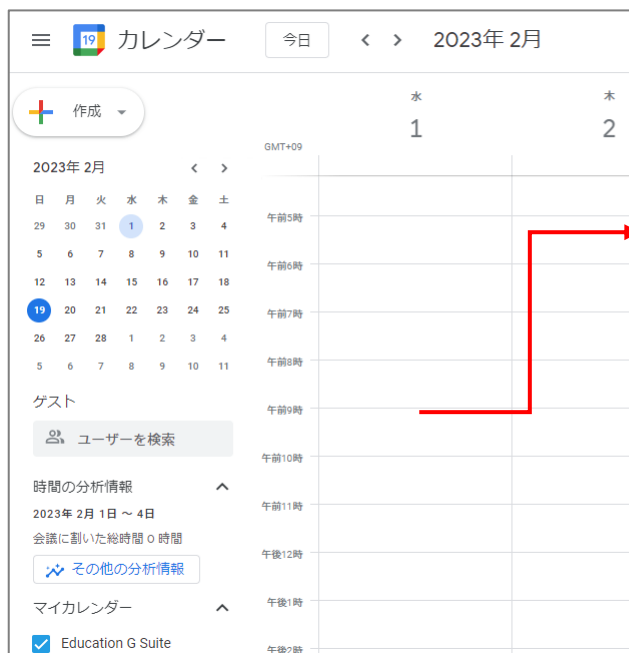 19 カレンダー 今日 < > 2023年 2月
作成
2023年 2月 < >
日 月 火 水 木 金 土
29 30 31 1 2 3 4
5 6 7 8 9 10 11
12 13 14 15 16 17 18
19 20 21 22 23 24 25
26 27 28 1 2 3 4
5 6 7 8 9 10 11
ゲスト
ユーザーを検索
時間の分析情報
2023年 2月 1日 ～ 4日
会議に割いた総時間 0 時間
その他の分析情報
マイカレンダー
Education G Suite
水 木
1 2
GMT+09
午前5時
午前6時
午前7時
午前8時
午前9時
午前10時
午前11時
午後12時
午後1時
午後2時